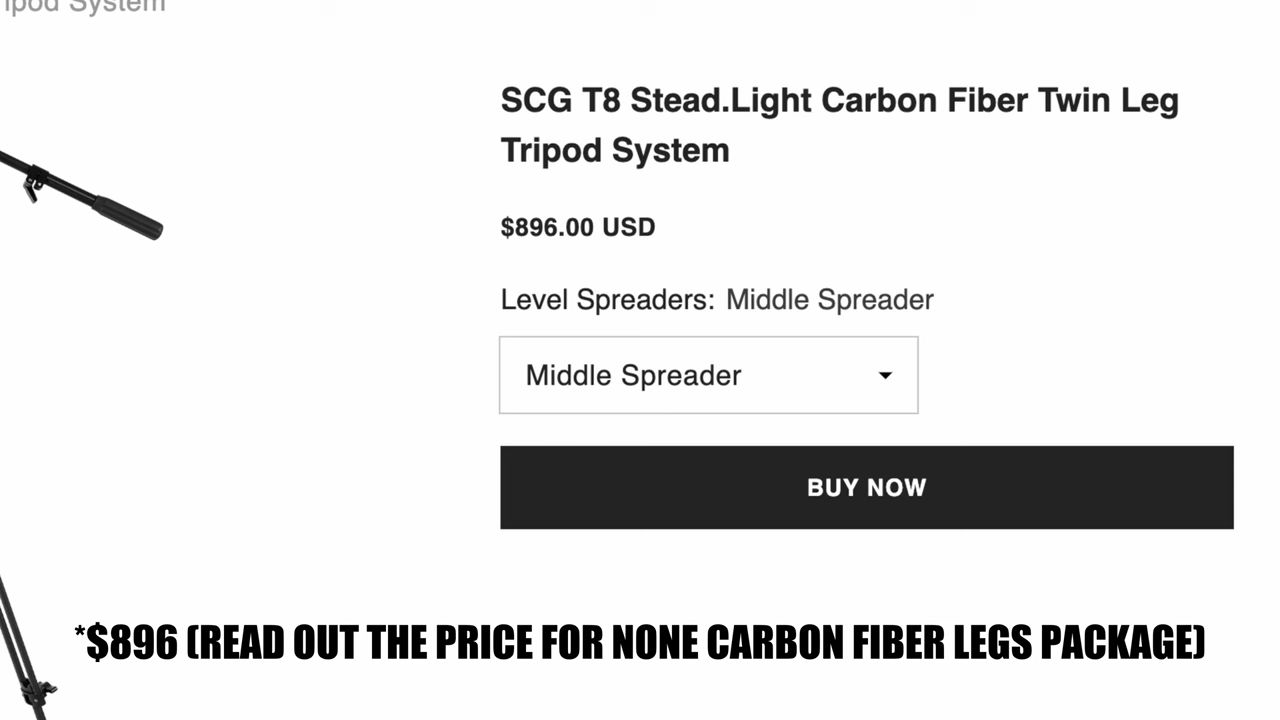 ipod System
SCG T8 Stead.Light Carbon Fiber Twin Leg
Tripod System
$896.00 USD
Level Spreaders: Middle Spreader
Middle Spreader
BUY NOW
*$896 (READ OUT THE PRICE FOR NONE CARBON FIBER LEGS PACKAGE)